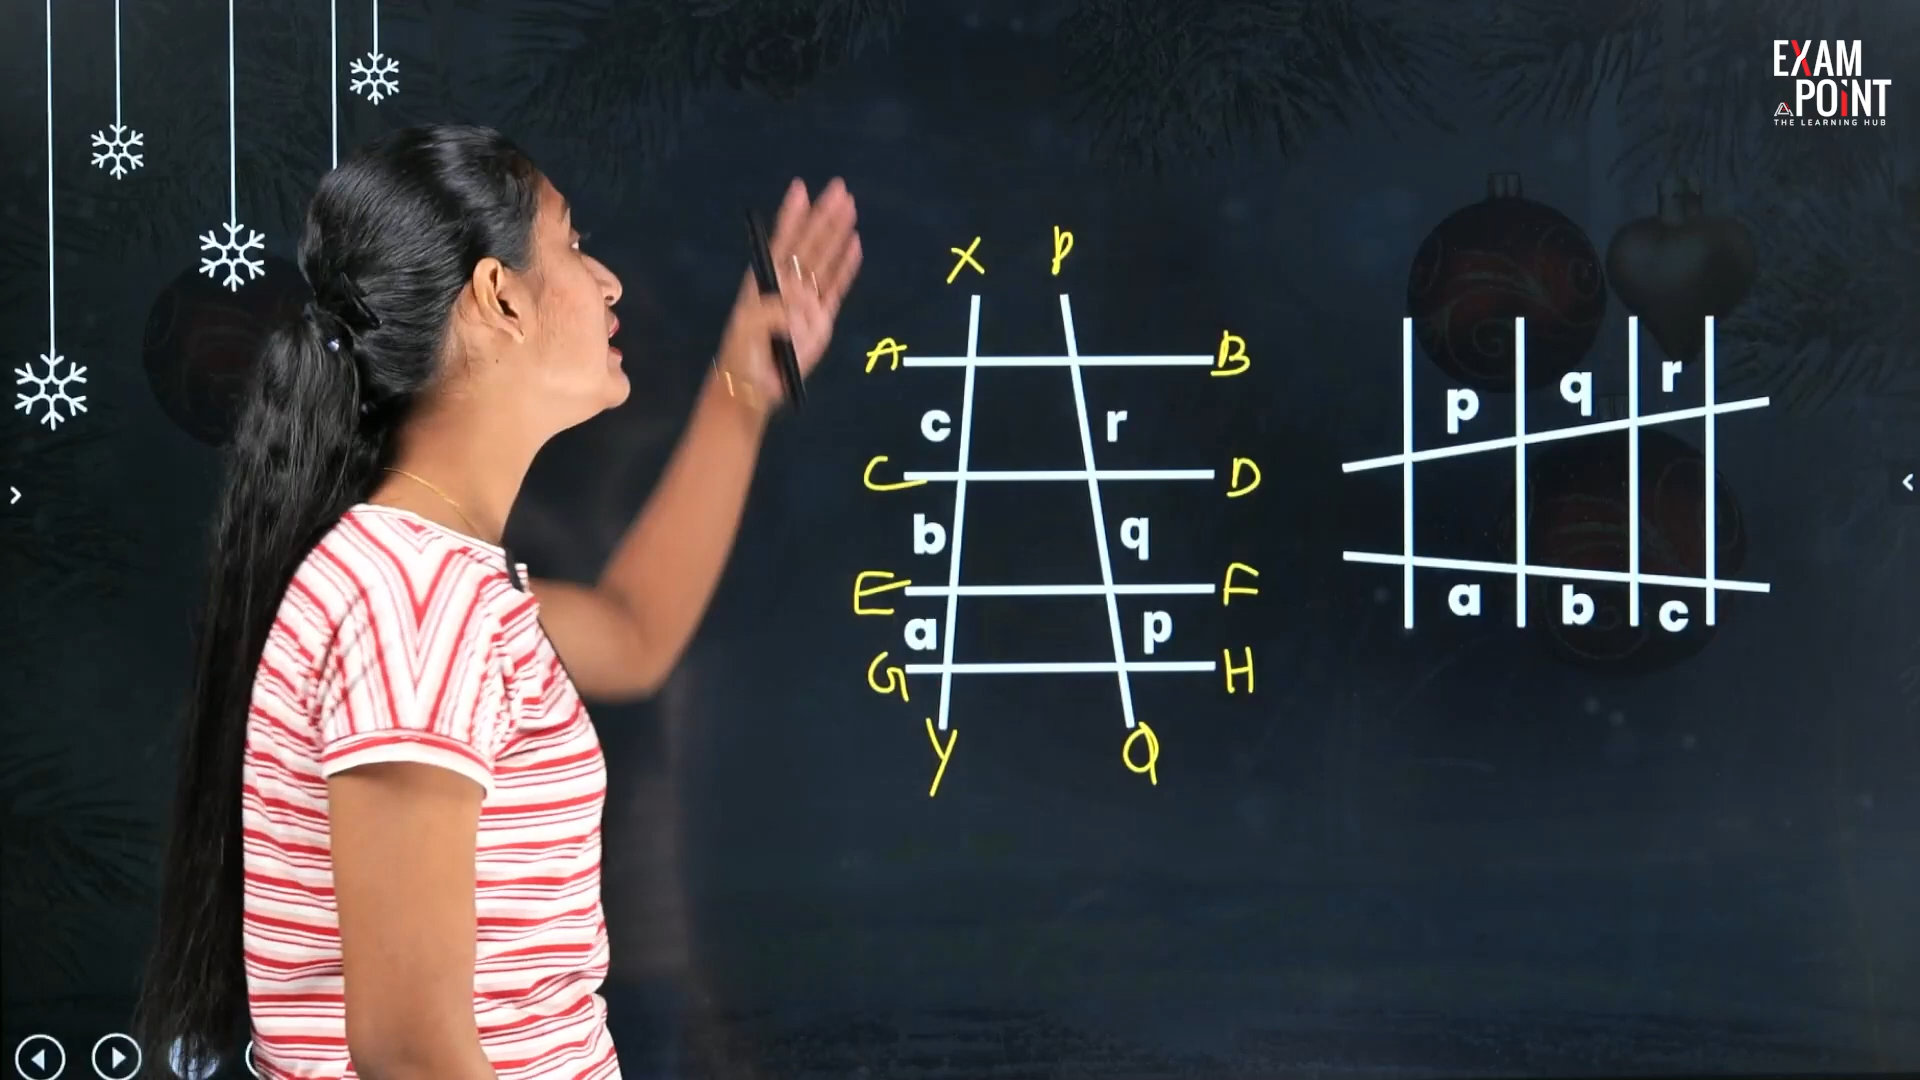 EXAM
POINT
THE LEARNING HUB
X P
A B
c r
C D
b q
E F
a p
G H
Y Q
p q r
a b c